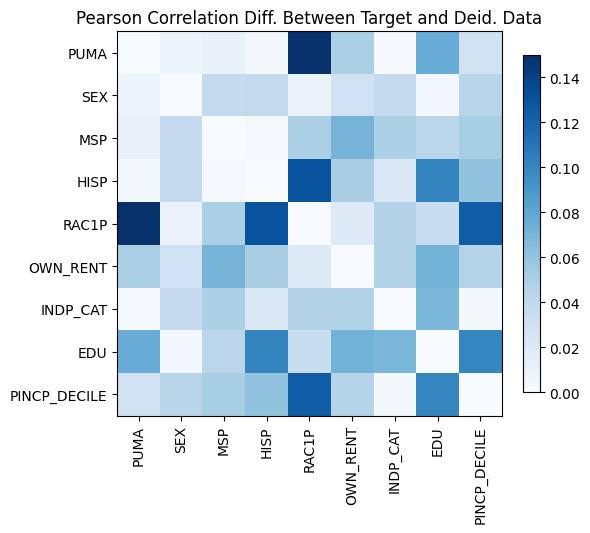 Pearson Correlation Diff. Between Target and Deid. Data
PUMA
SEX
MSP
HISP
RAC1P
OWN_RENT
INDP_CAT
EDU
PINCP_DECILE
PUMA
SEX
MSP
HISP
RAC1P
OWN_RENT
INDP_CAT
EDU
PINCP_DECILE
0.14
0.12
0.10
0.08
0.06
0.04
0.02
0.00